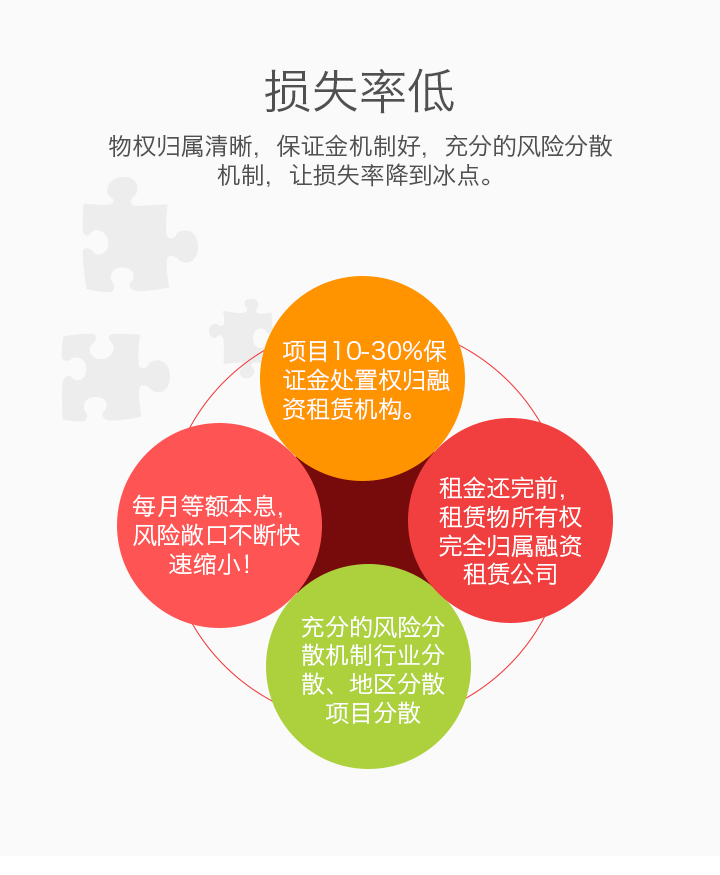 损失率低
物权归属清晰，保证金机制好，充分的风险分散
机制，让损失率降到冰点。
项目10-30%保
证金处置权归融
资租赁机构。
每月等额本息，
风险敞口不断快
速缩小！
租金还完前，
租赁物所有权
完全归属融资
租赁公司
充分的风险分
散机制行业分
散、地区分散
项目分散